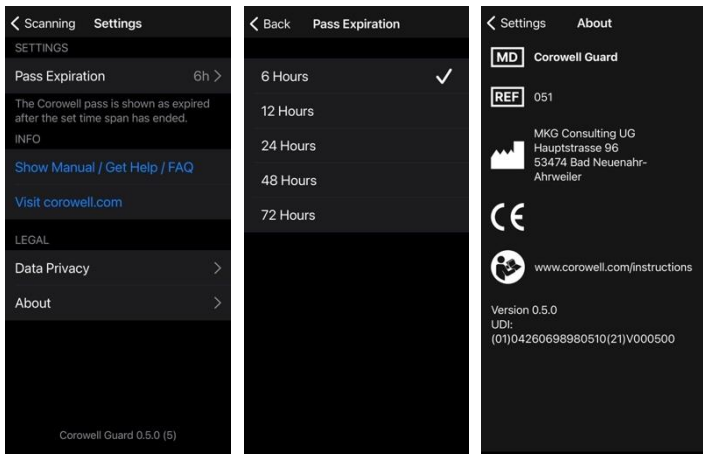 Scanning
Settings
SETTINGS
Pass Expiration
6h
The Corowell pass is shown as expired
after the set time span has ended.
INFO
Show Manual / Get Help / FAQ
Visit corowell.com
LEGAL
Data Privacy
About
Corowell Guard 0.5.0 (5)
Back
Pass Expiration
6 Hours
12 Hours
24 Hours
48 Hours
72 Hours
Settings
About
MD Corowell Guard
REF 051
MKG Consulting UG
Hauptstrasse 96
53474 Bad Neuenahr-
Ahrweiler
CE
www.corowell.com/instructions
Version 0.5.0
UDI:
(01)04260698980510(21)V000500